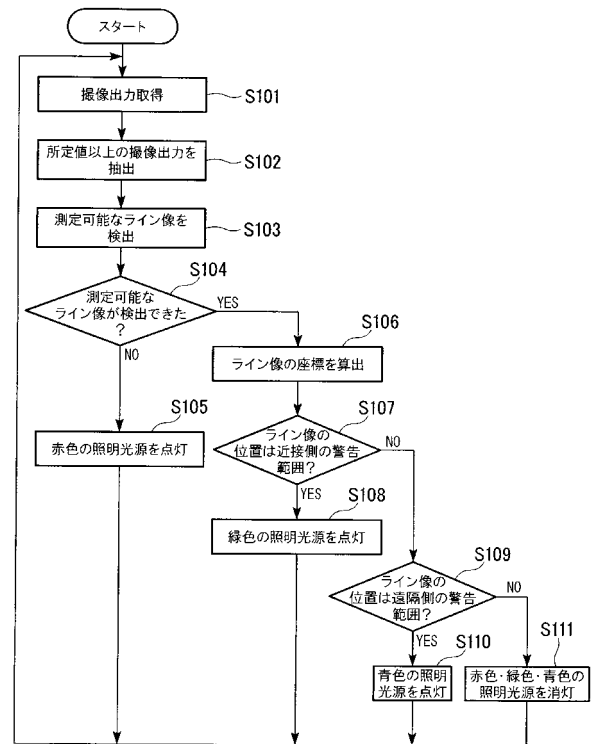 スタート
撮像出力取得
S101
所定値以上の撮像出力を
抽出
S102
測定可能なライン像を
検出
S103
S104
測定可能な
ライン像が検出できた
?
YES
NO
S106
ライン像の座標を算出
S105
赤色の照明光源を点灯
S107
ライン像の
位置は近接側の警告
範囲?
NO
YES
S108
緑色の照明光源を点灯
S109
ライン像の
位置は遠隔側の警告
範囲?
NO
YES
S110
青色の照明
光源を点灯
S111
赤色・緑色・青色の
照明光源を消灯